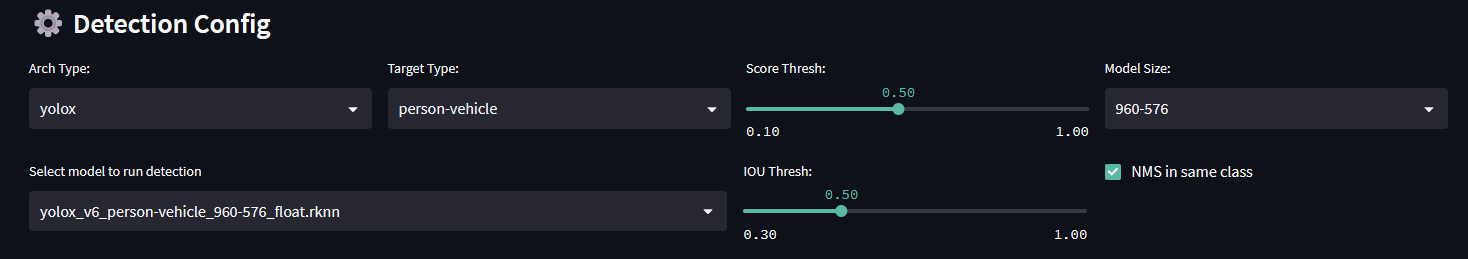 Detection Config
Arch Type:
Target Type:
Score Thresh:
Model Size:
yolox
person-vehicle
0.50
0.10
1.00
960-576
Select model to run detection
IOU Thresh:
NMS in same class
yolox_v6_person-vehicle_960-576_float.rknn
0.50
0.30
1.00